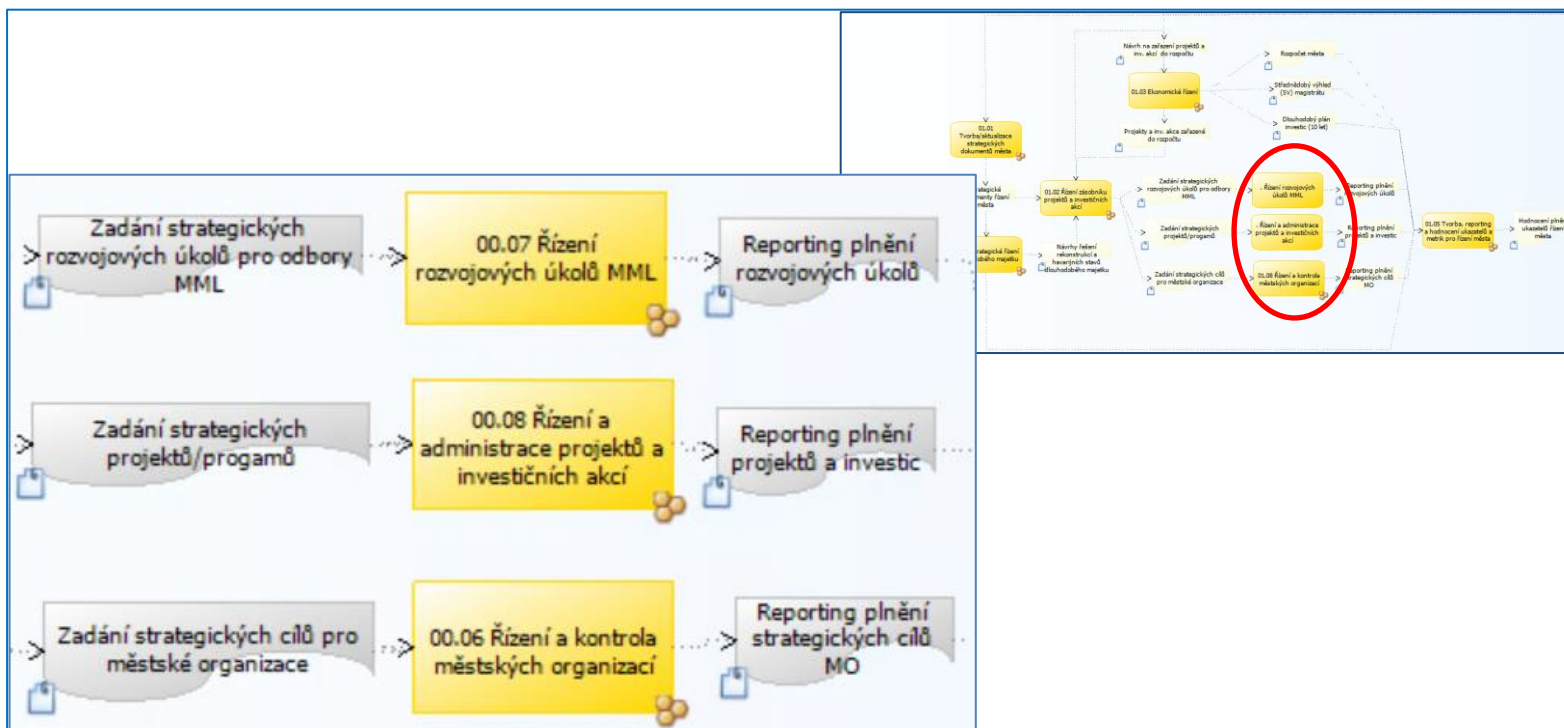 Návrh na zařazení projektů a
inv. akcí do rozpočtu
01.03 Ekonomické řízení
Rozpočet města
Střednědobý výhled
(SV) magistrátu
Dlouhodobý plán
investic (10 let)
Projekty a inv. akce zařazené
do rozpočtu
01.01
Tvorba/aktualizace
strategických
dokumentů města
města
01.02 Řízení zásobníku
projektů a investičních
akcí
Návrhy řešení
rekonstrukcí a
havarijních stavů
dlouhodobého majetku
Zadání strategických
rozvojových úkolů pro odbory
MML
. Řízení rozvojových
úkolů MML
Reporting plnění
rozvojových úkolů
Zadání strategických
projektů/progamů
. Řízení a administrace
projektů a investičních
akcí
Reporting plnění
projektů a investic
Zadání strategických cílů
pro městské organizace
01.08 Řízení a kontrola
městských organizací
Reporting plnění
strategických cílů
MO
01.05 Tvorba, reporting
a hodnocení ukazatelů a
metrik pro řízení města
Hodnocení
ukazatelů řízení
města
Zadání strategických
rozvojových úkolů pro odbory
MML
00.07 Řízení
rozvojových úkolů MML
Reporting plnění
rozvojových úkolů
Zadání strategických
projektů/progamů
00.08 Řízení a
administrace projektů a
investičních akcí
Reporting plnění
projektů a investic
Zadání strategických cílů pro
městské organizace
00.06 Řízení a kontrola
městských organizací
Reporting plnění
strategických cílů
MO